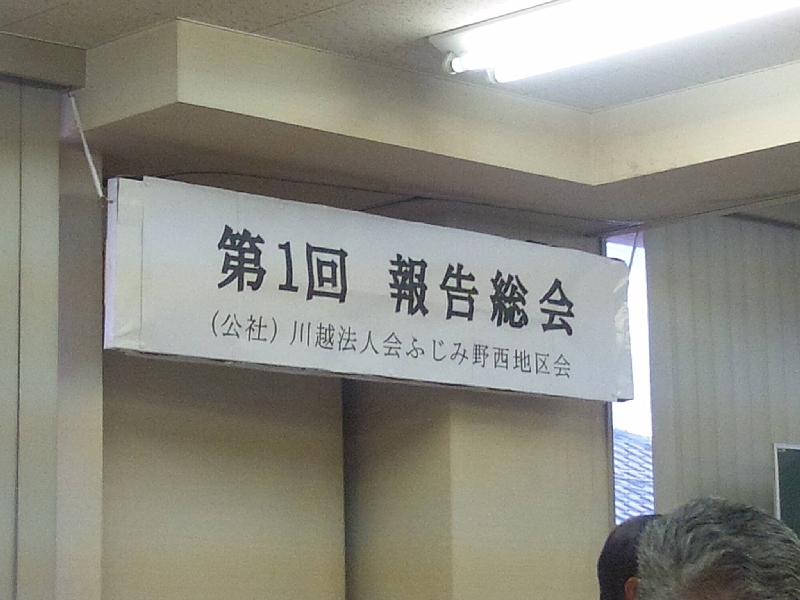 第1回 報告総会
(公社)川越法人会ふじみ野西地区会